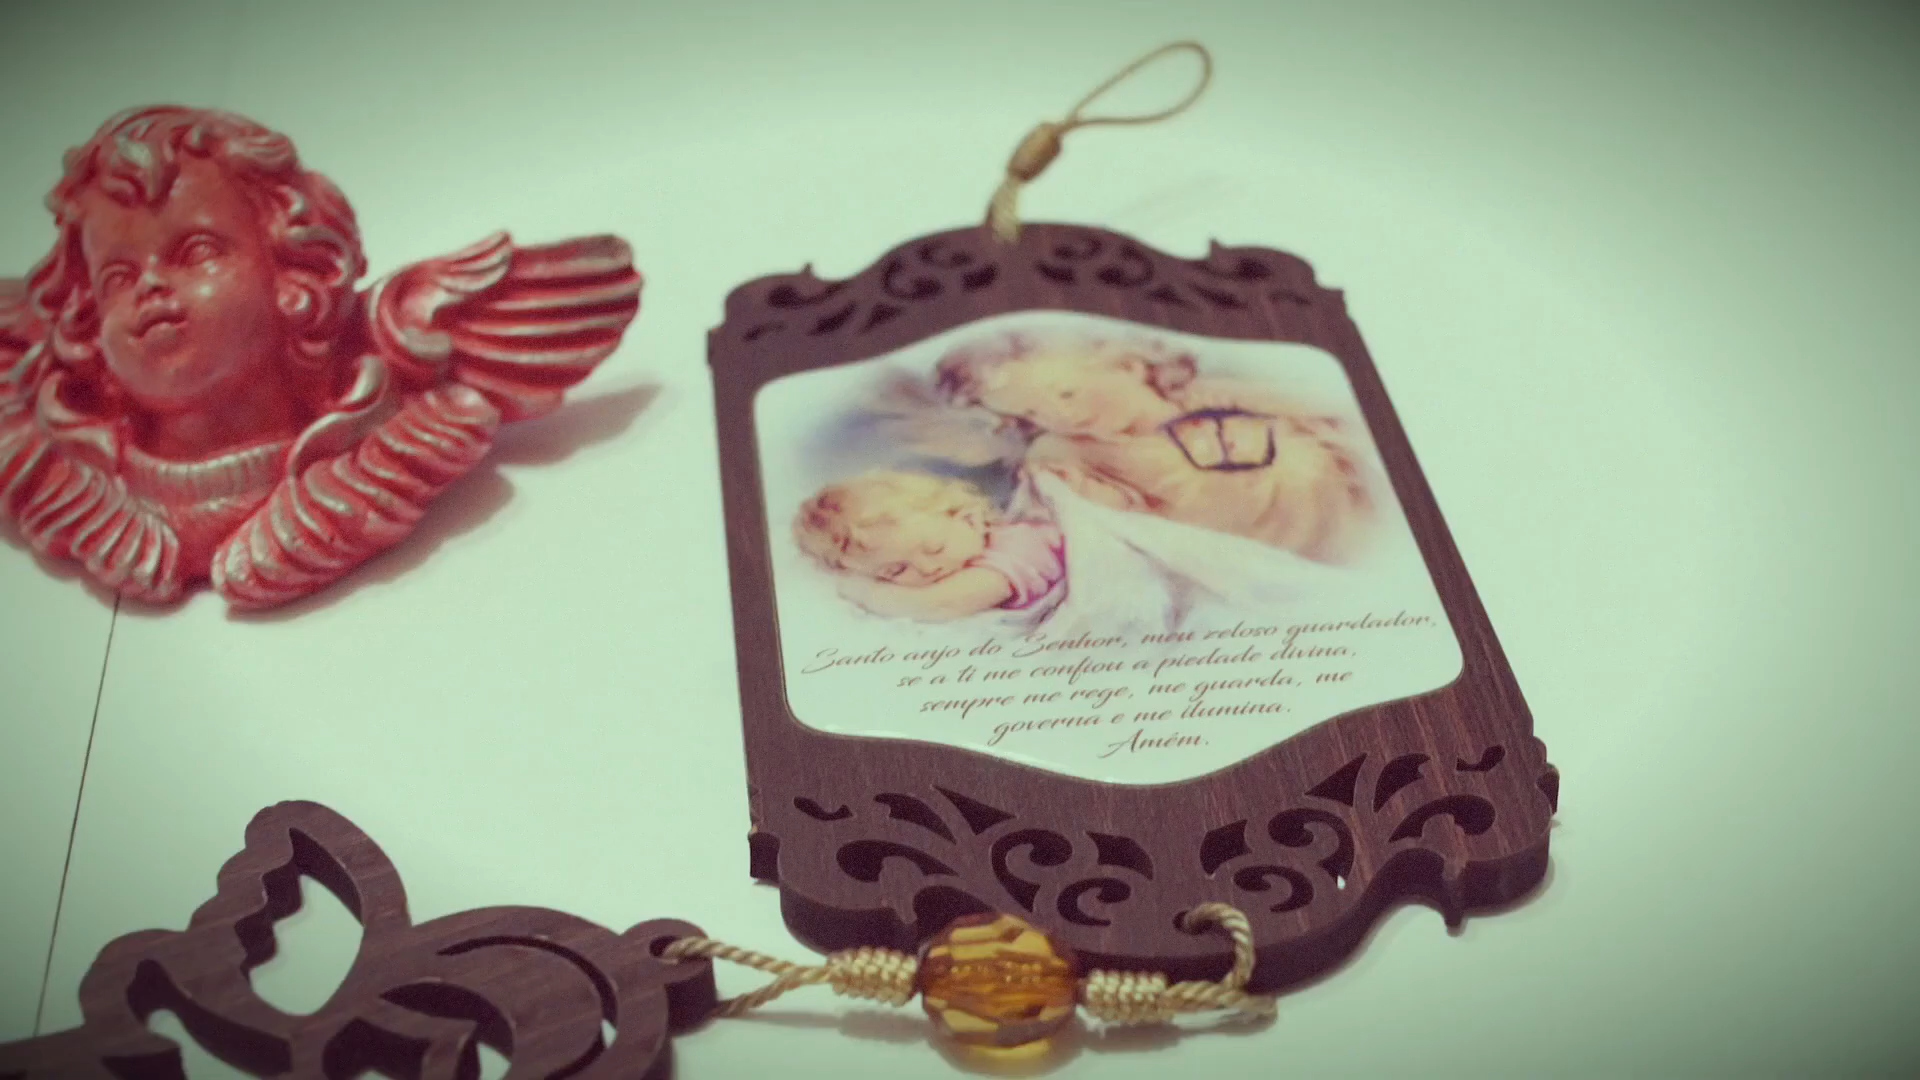 Santo anjo do Senhor, meu zeloso guardador,
se a ti me confiou a piedade divina,
sempre me rege, me guarda, me
governa e me ilumina.
Amém.